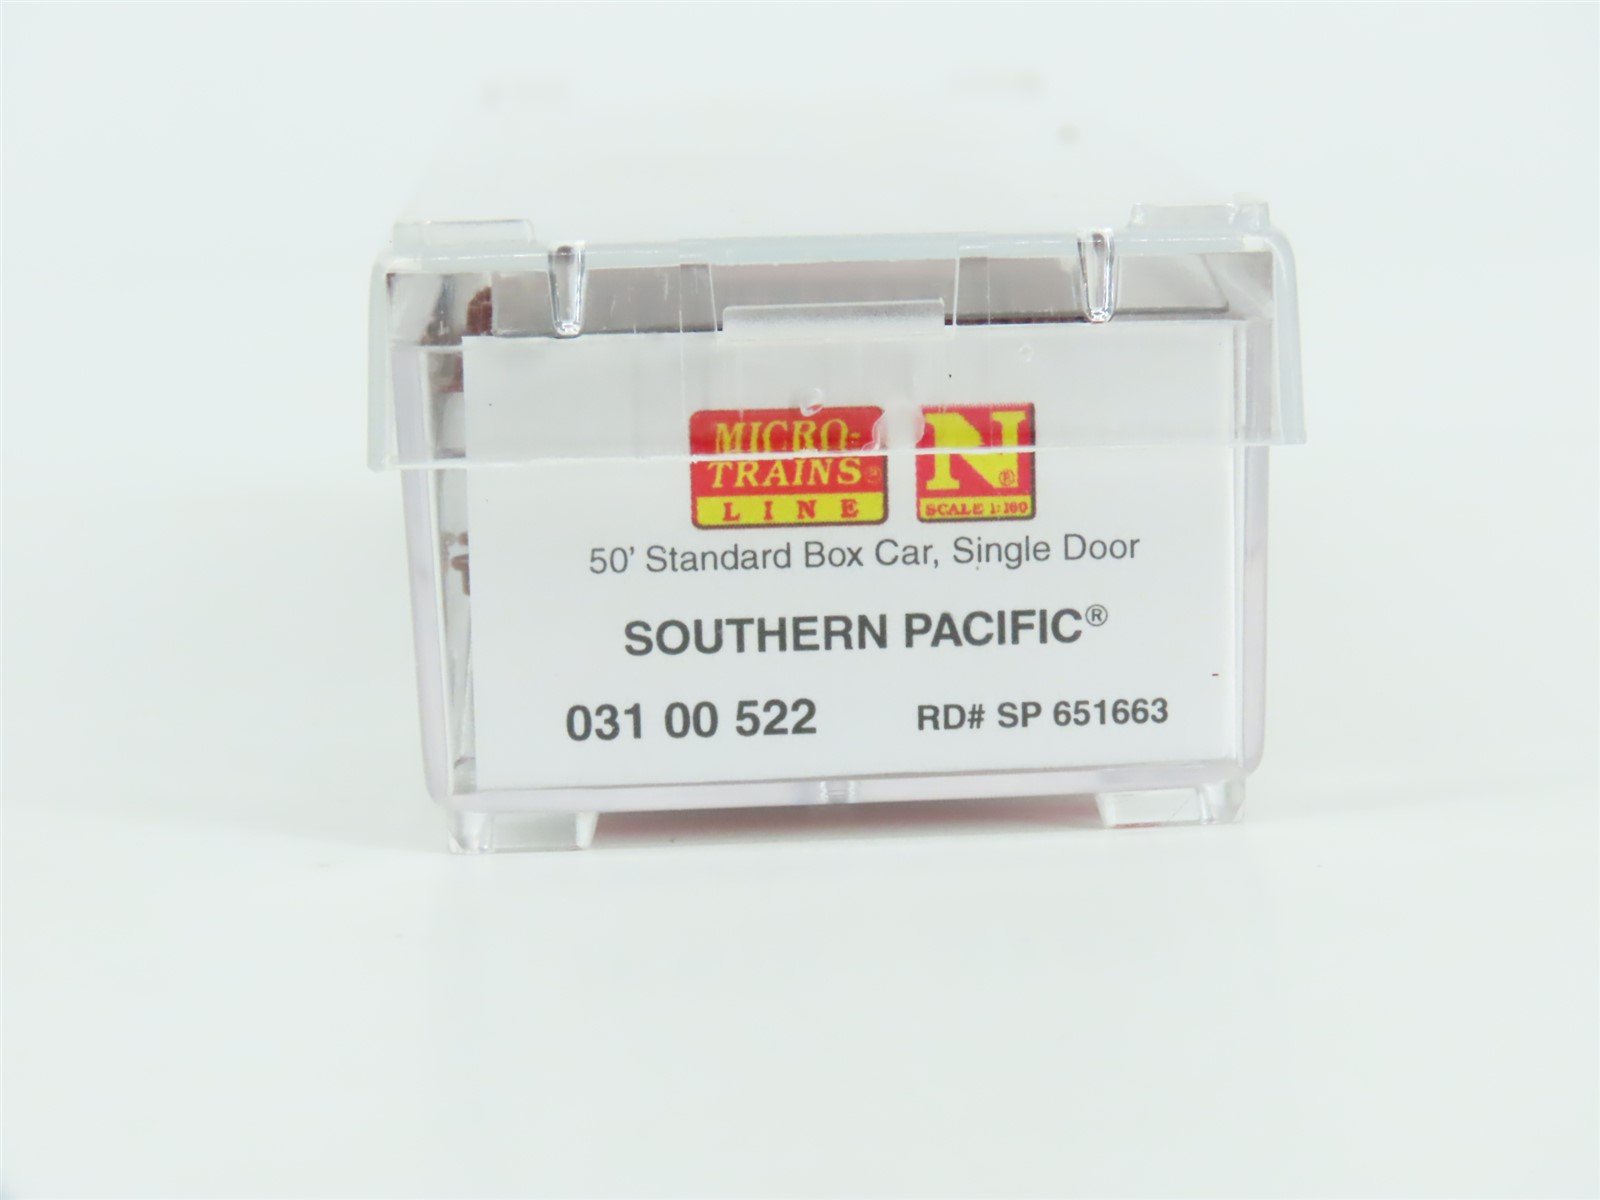 MICRO-
TRAINS®
LINE
N®
SCALE 1:160
50' Standard Box Car, Single Door
SOUTHERN PACIFIC®
031 00 522 RD# SP 651663